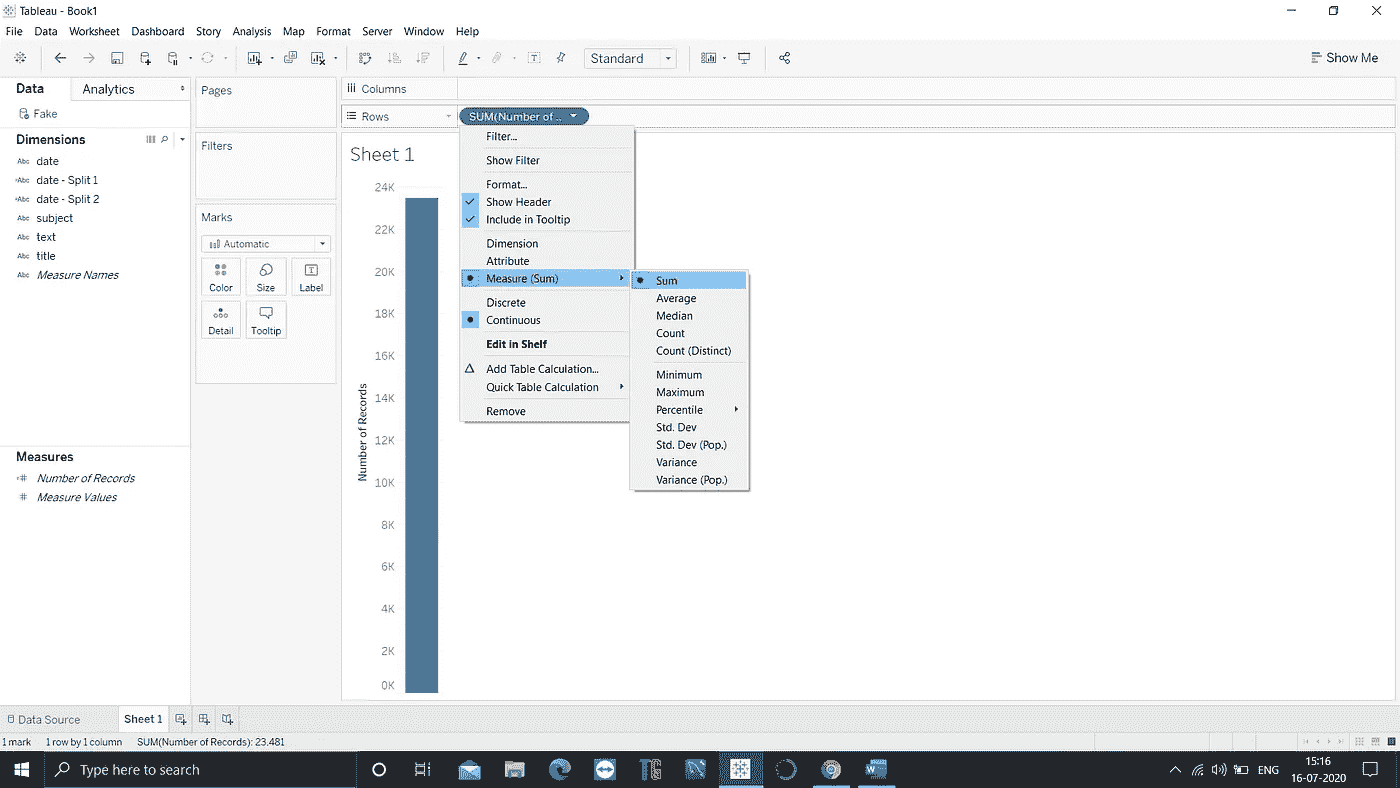 Tableau - Book1
File Data Worksheet Dashboard Story Analysis Map Format Server Window Help
Standard
Show Me
Data
Analytics
Fake
Dimensions
Abc date
Abc date - Split 1
Abc date - Split 2
Abc subject
Abc text
Abc title
Abc Measure Names
Measures
# Number of Records
# Measure Values
Pages
Filters
Marks
Automatic
Color Size Label
Detail Tooltip
Columns
Rows
SUM(Number of ..
Sheet 1
24K
22K
20K
18K
16K
14K
12K
10K
8K
6K
4K
2K
0K
Number of Records
Filter...
Show Filter
Format...
Show Header
Include in Tooltip
Dimension
Attribute
Measure (Sum)
Discrete
Continuous
Edit in Shelf
Add Table Calculation...
Quick Table Calculation
Remove
Sum
Average
Median
Count
Count (Distinct)
Minimum
Maximum
Percentile
Std. Dev
Std. Dev (Pop.)
Variance
Variance (Pop.)
Data Source
Sheet 1
1 mark 1 row by 1 column SUM(Number of Records): 23,481
Type here to search
ENG
15:16
16-07-2020